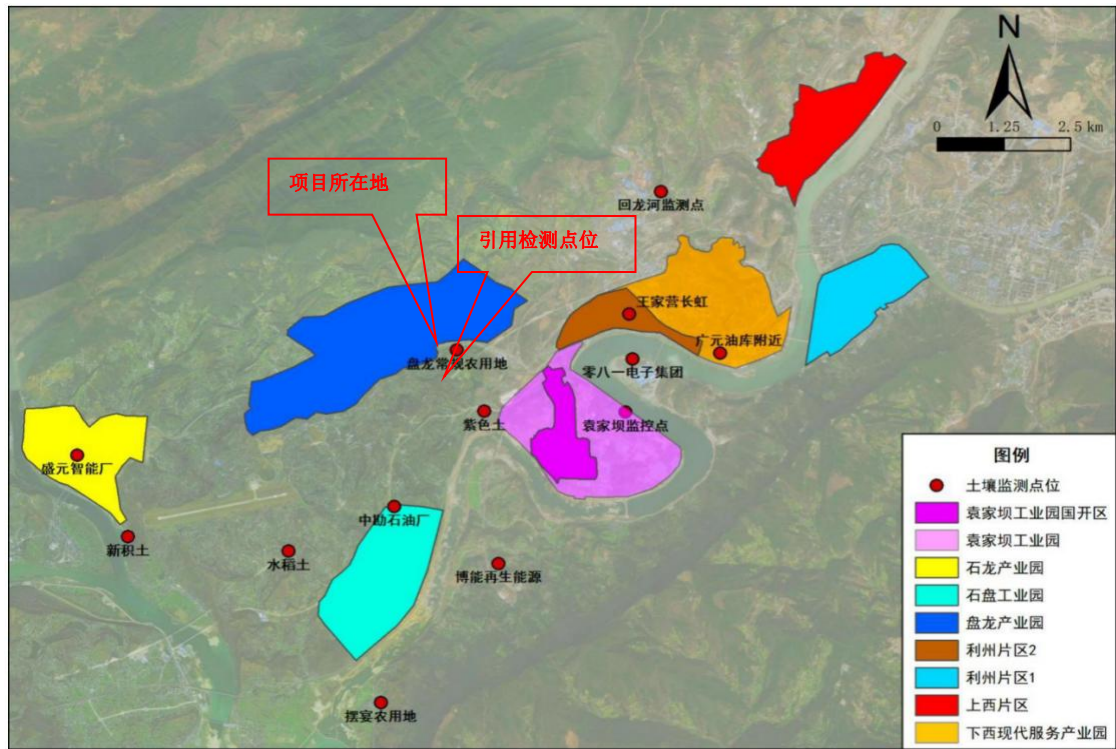 N
0 1.25 2.5 km
项目所在地
回龙河监测点
引用检测点位
王家营长虹
广元油库附近
盘龙常规农用地
零八一电子集团
紫色土
袁家坝监控点
盛元智能厂
中勘石油厂
新积土
水稻土
博能再生能源
摆宴农用地
图例
土壤监测点位
袁家坝工业园国开区
袁家坝工业园
石龙产业园
石盘工业园
盘龙产业园
利州片区2
利州片区1
上西片区
下西现代服务产业园